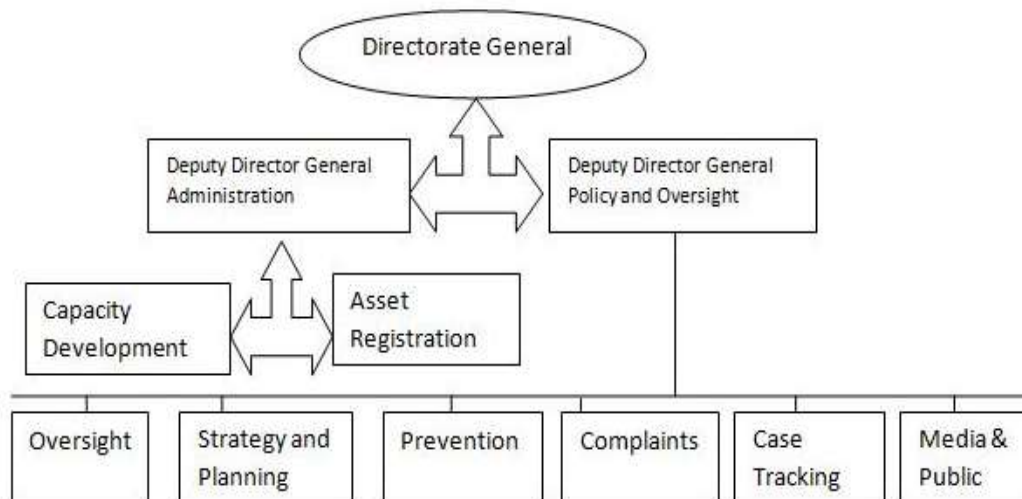 Directorate General
Deputy Director General
Administration
Deputy Director General
Policy and Oversight
Capacity
Development
Asset
Registration
Oversight
Strategy and
Planning
Prevention
Complaints
Case
Tracking
Media &
Public